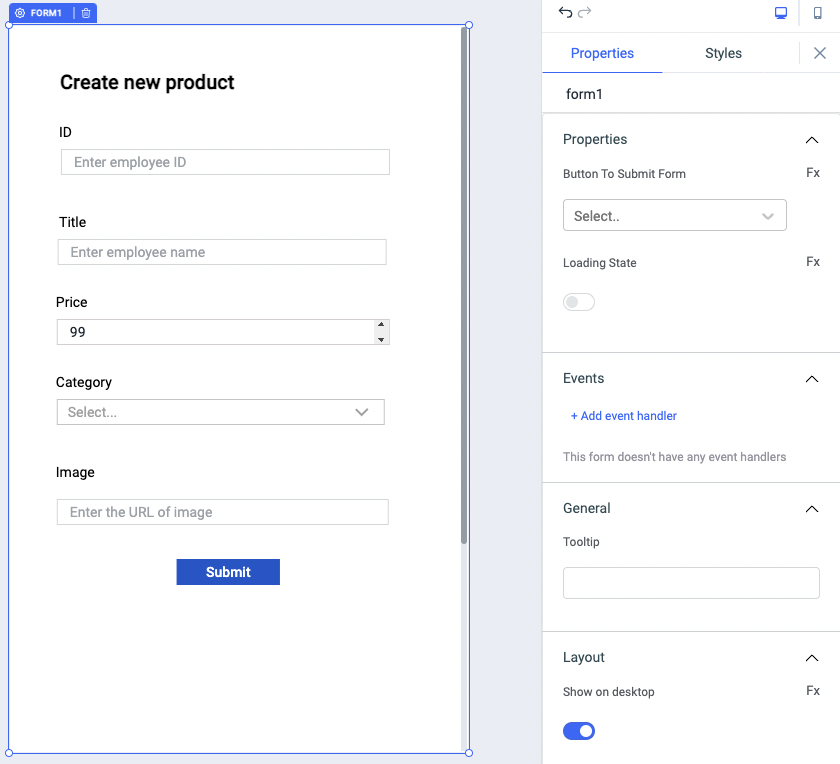 FORM1
Create new product
ID
Enter employee ID
Title
Enter employee name
Price
99
Category
Select...
Image
Enter the URL of image
Submit
Properties
Styles
form1
Properties
Button To Submit Form
Fx
Select..
Loading State
Fx
Events
+ Add event handler
This form doesn't have any event handlers
General
Tooltip
Layout
Show on desktop
Fx